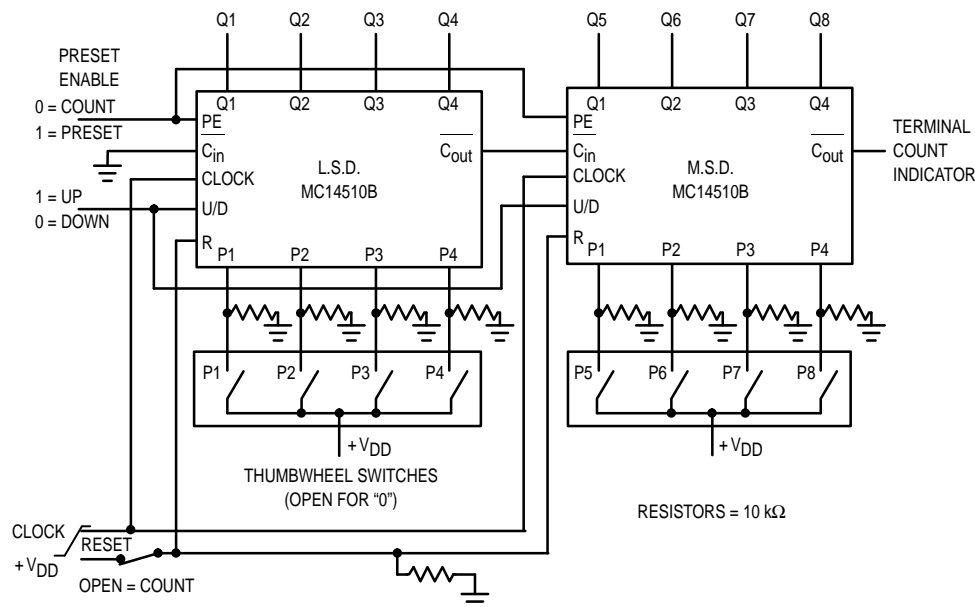 Q1 Q2 Q3 Q4 Q5 Q6 Q7 Q8
PRESET
ENABLE
0 = COUNT
1 = PRESET
Q1 Q2 Q3 Q4
PE
Cin
CLOCK
U/D
R
L.S.D.
MC14510B
Cout
P1 P2 P3 P4
1 = UP
0 = DOWN
Q1 Q2 Q3 Q4
PE
Cin
CLOCK
U/D
R
M.S.D.
MC14510B
Cout
P1 P2 P3 P4
TERMINAL
COUNT
INDICATOR
P1 P2 P3 P4
+ VDD
P5 P6 P7 P8
+ VDD
THUMBWHEEL SWITCHES
(OPEN FOR “0”)
RESISTORS = 10 kΩ
CLOCK
RESET
+ VDD
OPEN = COUNT